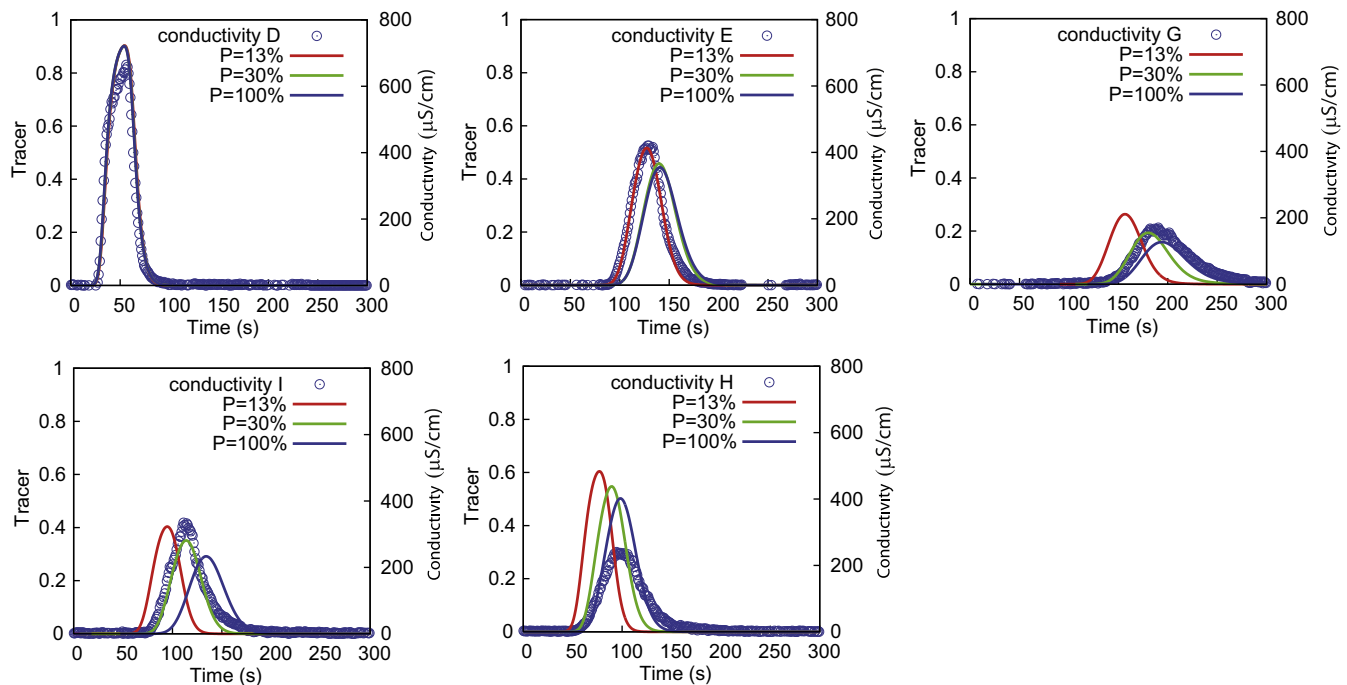 conductivity D
P=13%
P=30%
P=100%
Tracer
1
0.8
0.6
0.4
0.2
0
800
600
400
200
0
Conductivity (μS/cm)
0 50 100 150 200 250 300
Time (s)
conductivity E
P=13%
P=30%
P=100%
Tracer
1
0.8
0.6
0.4
0.2
0
800
600
400
200
0
Conductivity (μS/cm)
0 50 100 150 200 250 300
Time (s)
conductivity G
P=13%
P=30%
P=100%
Tracer
1
0.8
0.6
0.4
0.2
0
800
600
400
200
0
Conductivity (μS/cm)
0 50 100 150 200 250 300
Time (s)
conductivity I
P=13%
P=30%
P=100%
Tracer
1
0.8
0.6
0.4
0.2
0
800
600
400
200
0
Conductivity (μS/cm)
0 50 100 150 200 250 300
Time (s)
conductivity H
P=13%
P=30%
P=100%
Tracer
1
0.8
0.6
0.4
0.2
0
800
600
400
200
0
Conductivity (μS/cm)
0 50 100 150 200 250 300
Time (s)